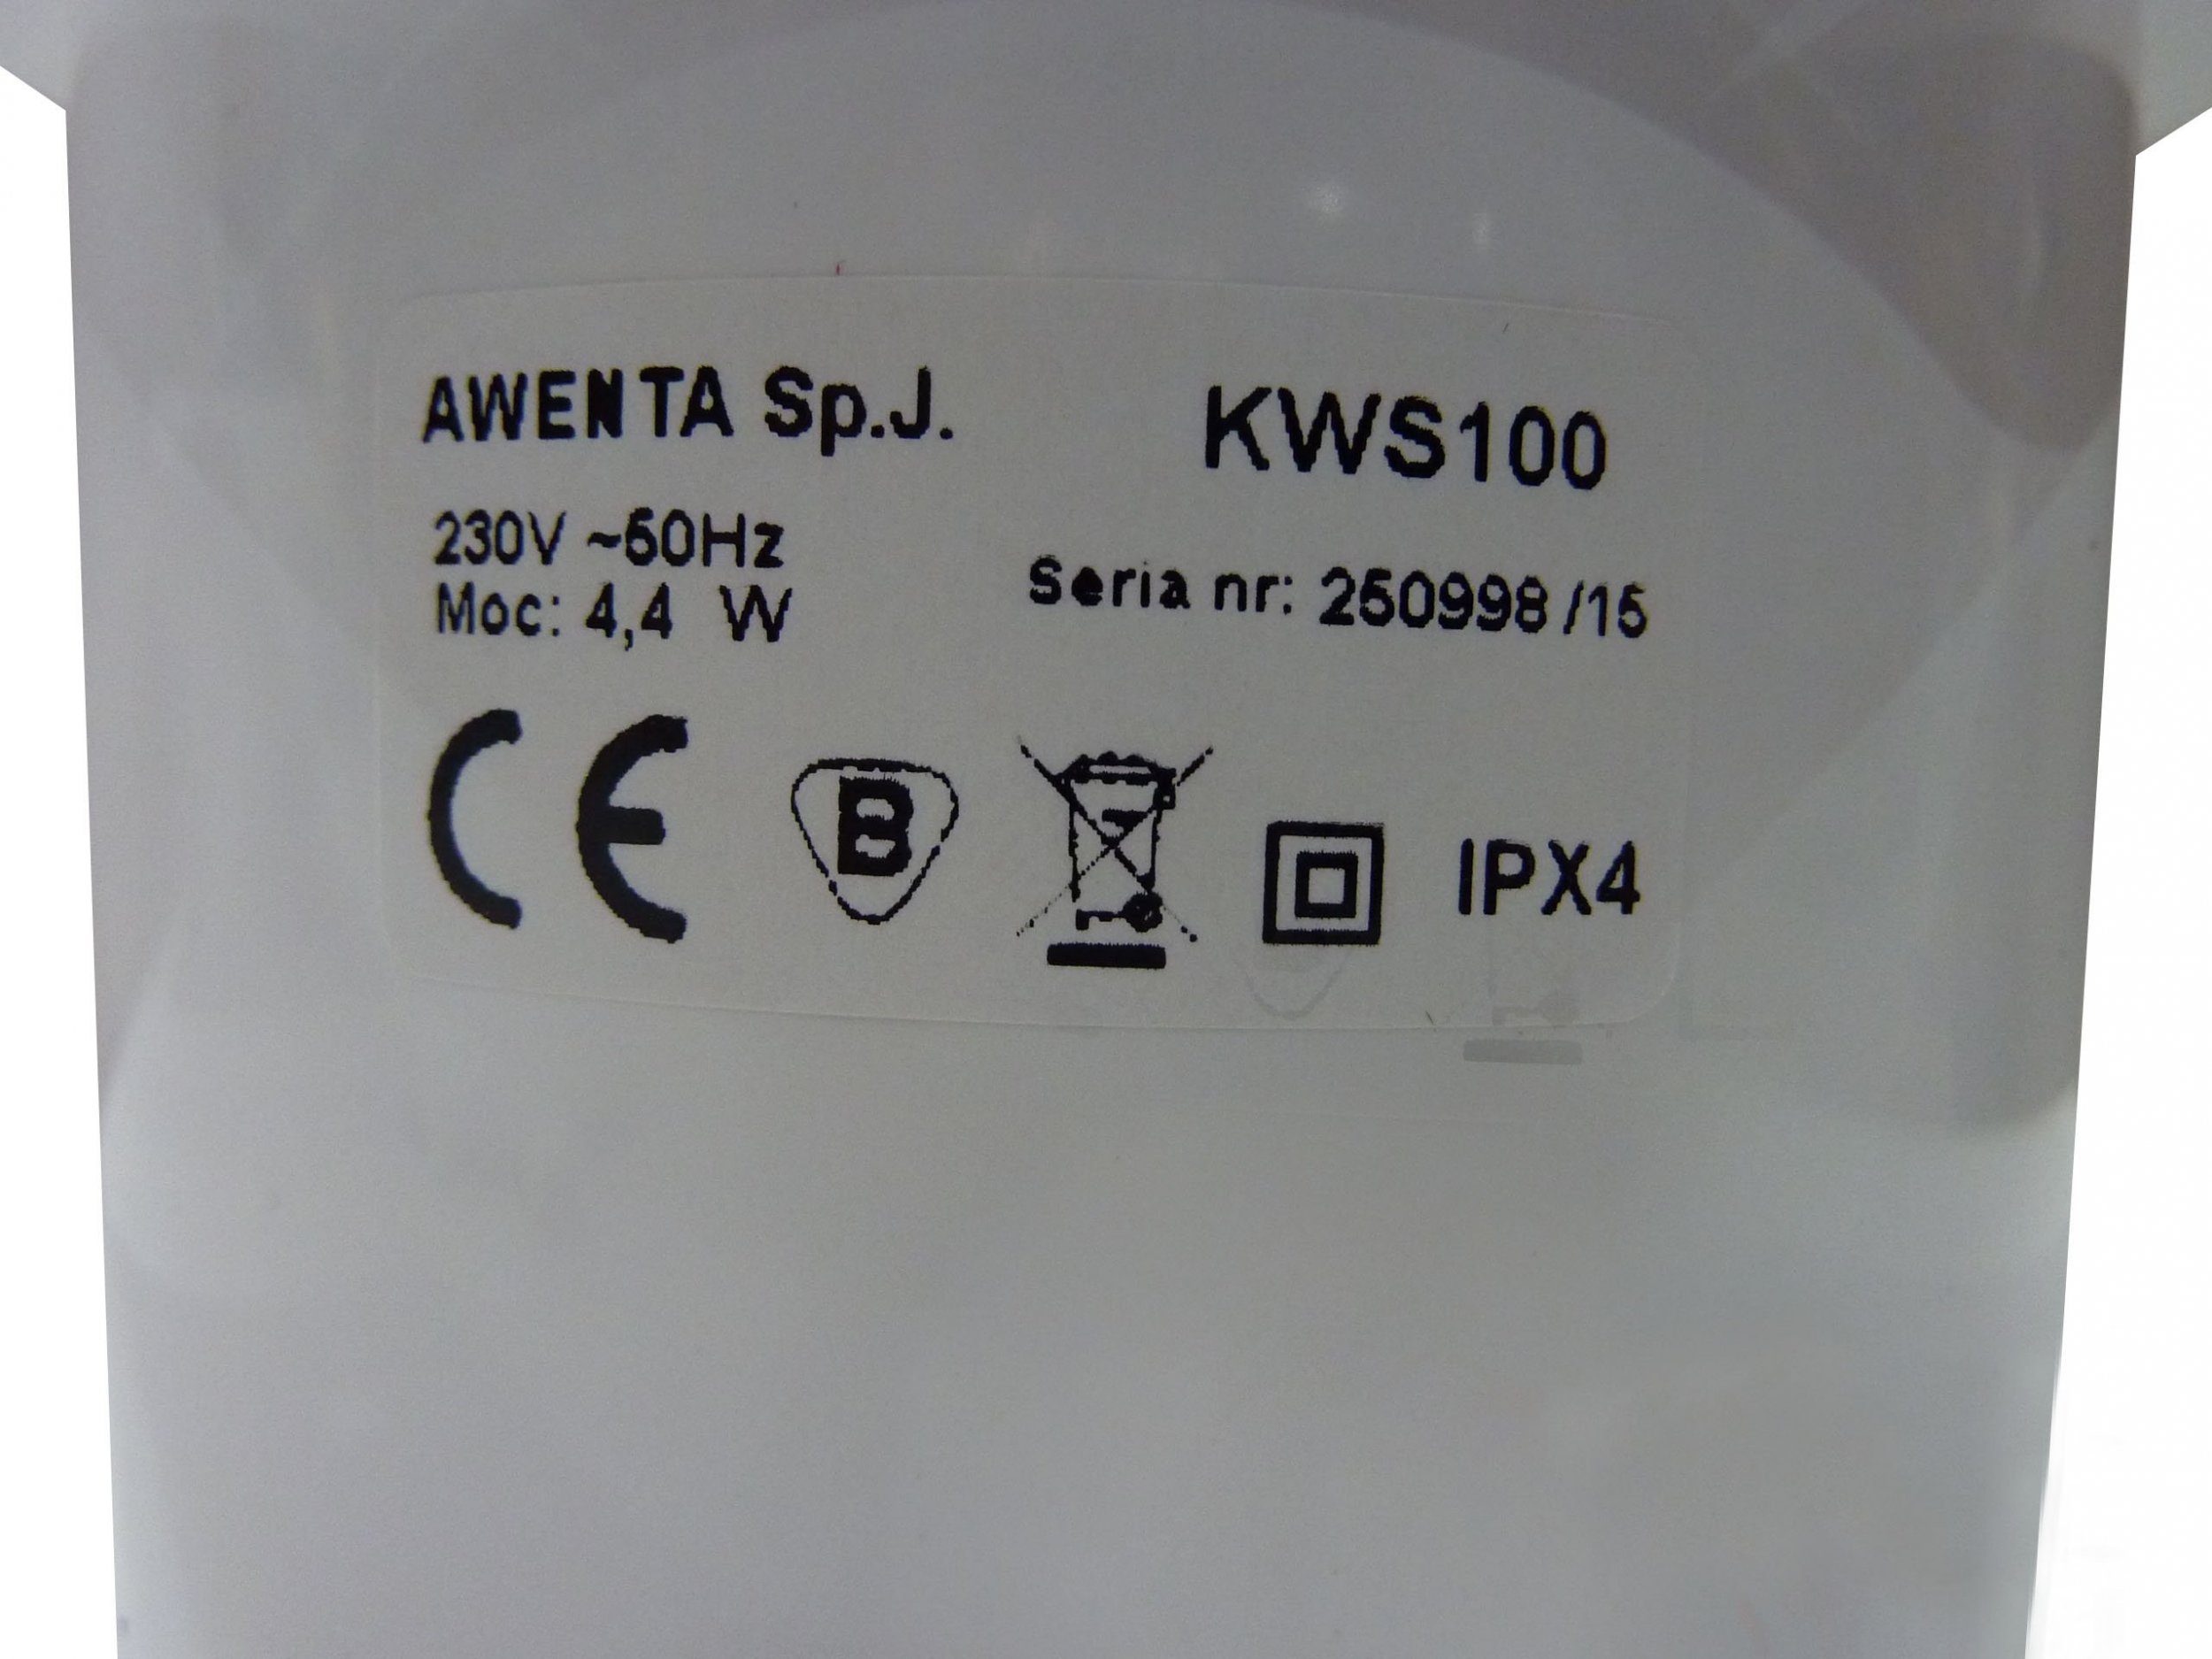 AWENTA Sp.J.
KWS100
230V ~50Hz
Moc: 4,4 W
Seria nr: 250998/15
CE B IPX4